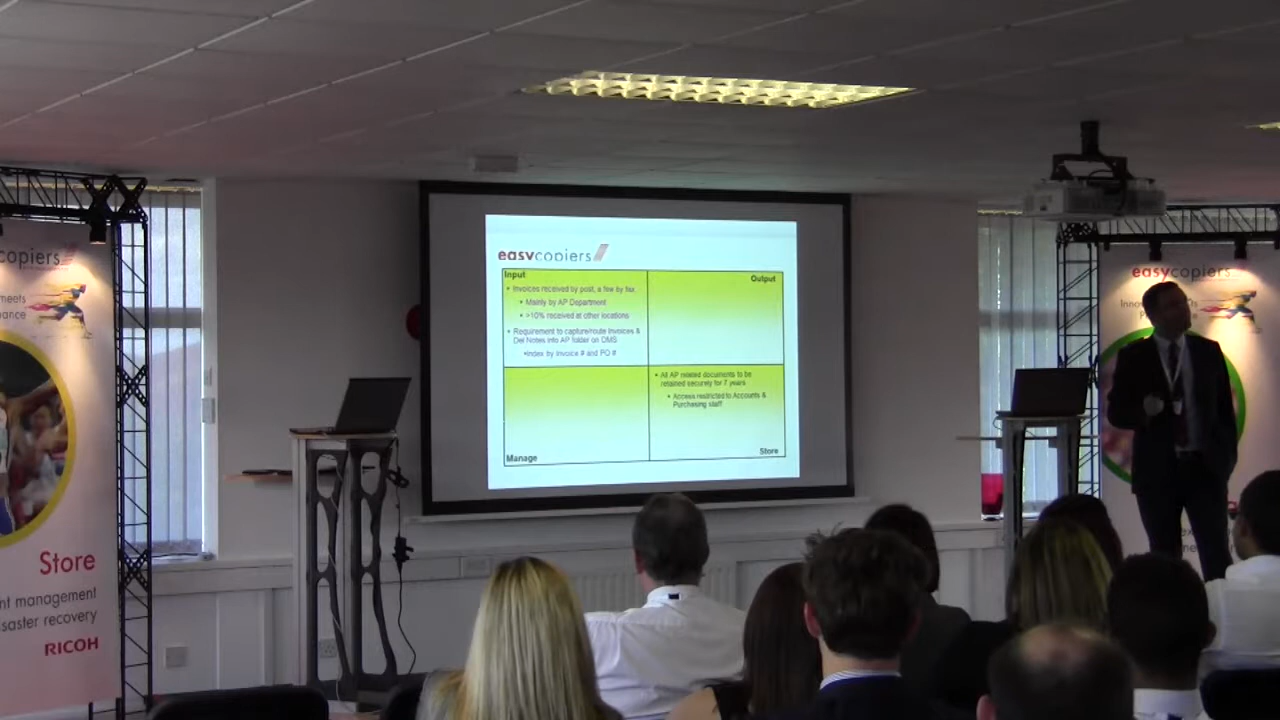 copiers
meets
Store
nt management
saster recovery
RICOH
easycopiers
Input
• Invoices received by post, a few by fax
• Mainly by AP Department
• >10% received at other locations
• Requirement to capture/route Invoices &
Del Notes into AP folder on DMS
•Index by Invoice # and PO #
Output
Manage
• All AP related documents to be
retained securely for 7 years
• Access restricted to Accounts &
Purchasing staff
Store
easycopiers